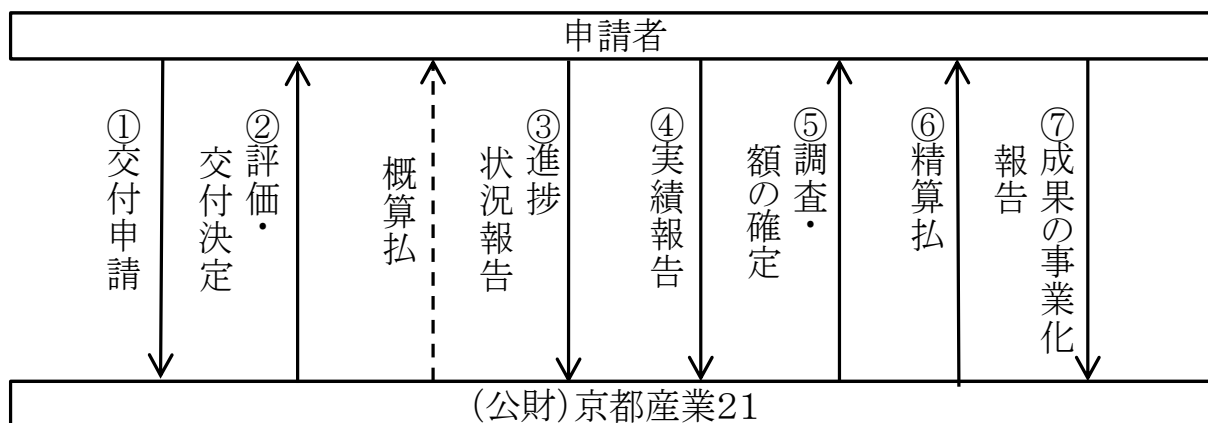 申請者
①交付申請
②評価・
交付決定
概算払
③進捗
状況報告
④実績報告
⑤調査・
額の確定
⑥精算払
⑦成果の事業化
報告
(公財)京都産業21